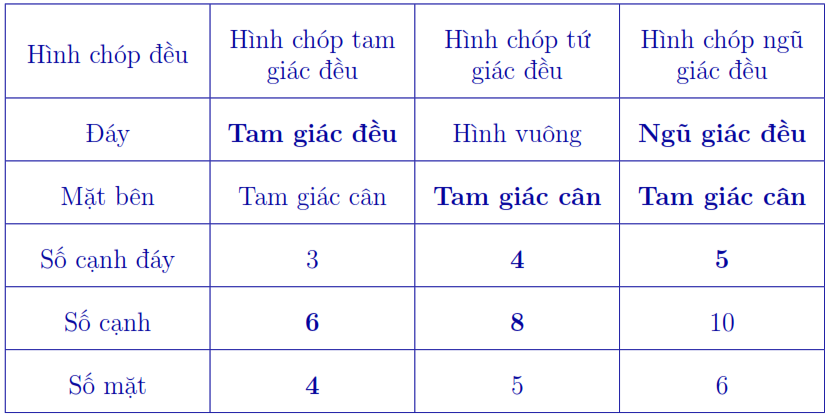 Hình chóp đều
Hình chóp tam
giác đều
Hình chóp tứ
giác đều
Hình chóp ngũ
giác đều
Đáy
Tam giác đều
Hình vuông
Ngũ giác đều
Mặt bên
Tam giác cân
Tam giác cân
Tam giác cân
Số cạnh đáy
3
4
5
Số cạnh
6
8
10
Số mặt
4
5
6